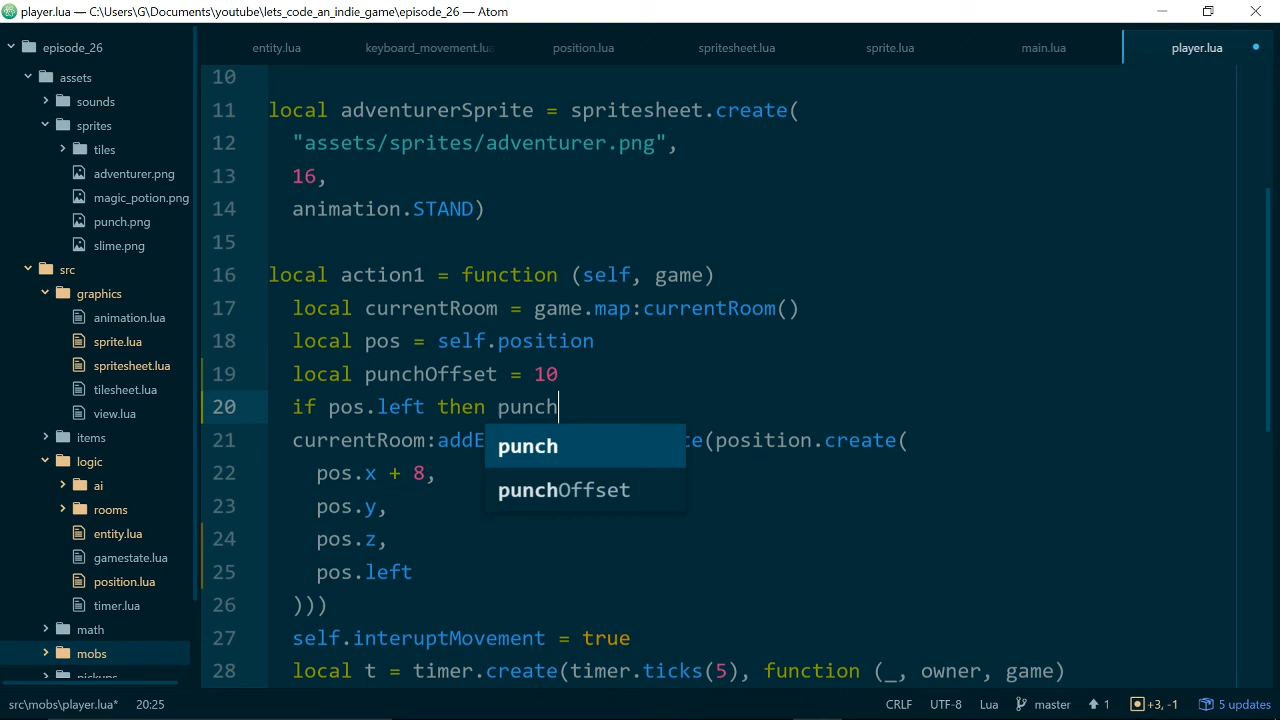 player.lua — C:\Users\G\Documents\youtube\lets_code_an_indie_game\episode_26 — Atom
episode_26
assets
sounds
sprites
tiles
adventurer.png
magic_potion.png
punch.png
slime.png
src
graphics
animation.lua
sprite.lua
spritesheet.lua
tilesheet.lua
view.lua
items
logic
ai
rooms
entity.lua
gamestate.lua
position.lua
timer.lua
math
mobs
pickups
entity.lua keyboard_movement.lua position.lua spritesheet.lua sprite.lua main.lua player.lua
10
11 local adventurerSprite = spritesheet.create(
12 "assets/sprites/adventurer.png",
13 16,
14 animation.STAND)
15
16 local action1 = function (self, game)
17 local currentRoom = game.map:currentRoom()
18 local pos = self.position
19 local punchOffset = 10
20 if pos.left then punch
21 currentRoom:addE te(position.create(
punch
22 pos.x + 8,
punchOffset
23 pos.y,
24 pos.z,
25 pos.left
26 )))
27 self.interuptMovement = true
28 local t = timer.create(timer.ticks(5), function (_, owner, game)
src\mobs\player.lua* 20:25 CRLF UTF-8 Lua master 1 +3, -1 5 updates